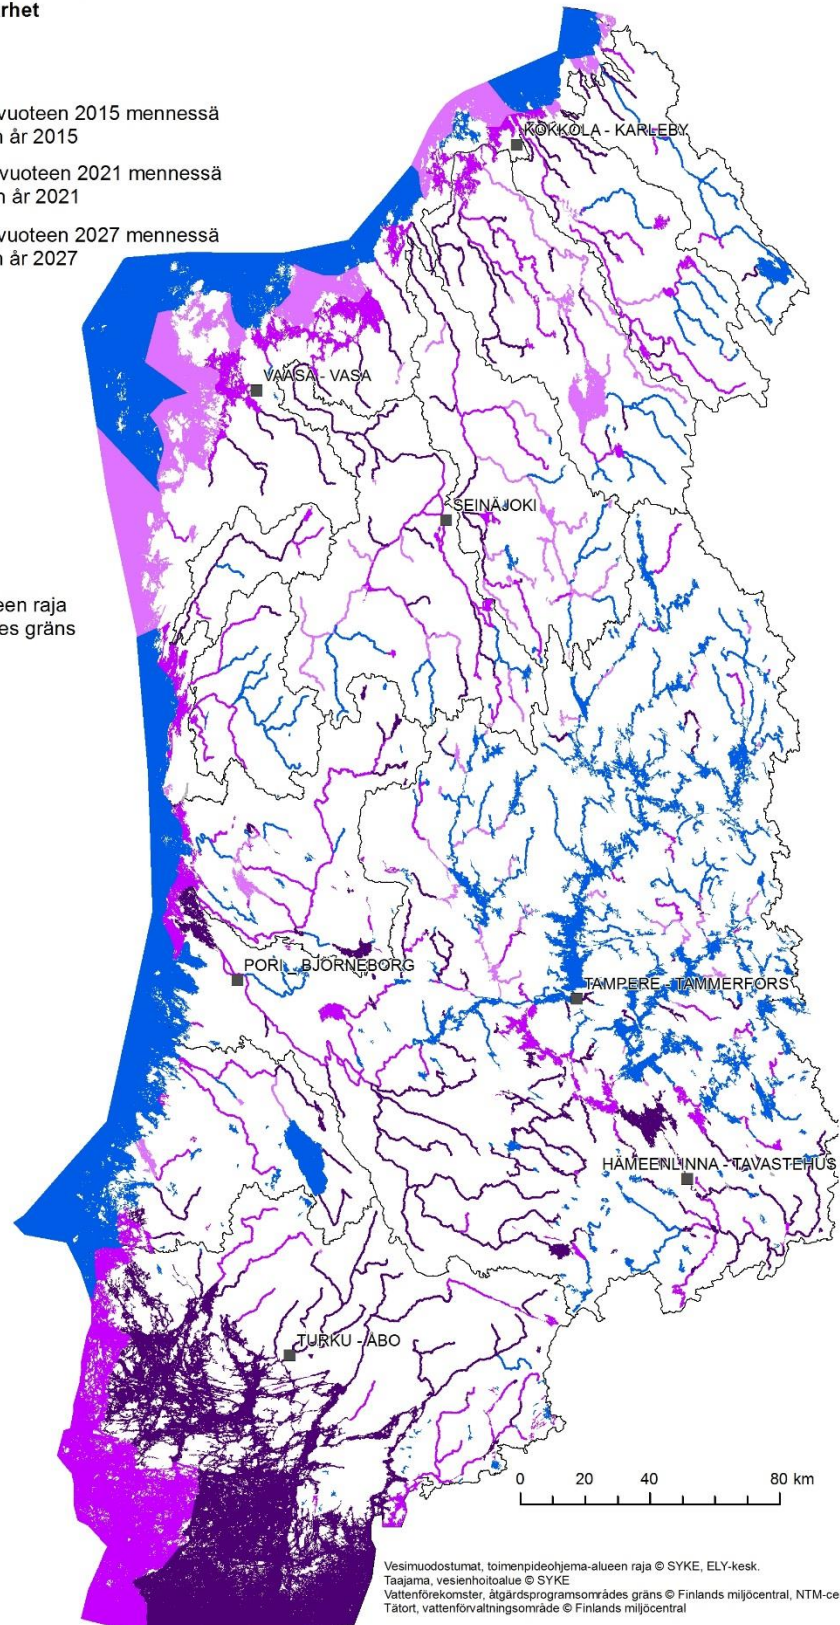 rhet
vuoteen 2015 mennessä
n år 2015
vuoteen 2021 mennessä
n år 2021
vuoteen 2027 mennessä
n år 2027
KOKKOLA - KARLEBY
VAASA - VASA
SEINÄJOKI
een raja
es gräns
PORI - BJÖRNEBORG
TAMPERE - TAMMERFORS
HÄMEENLINNA - TAVASTEHUS
TURKU - ÅBO
0 20 40 80 km
Vesimuodostumat, toimenpideohjema-alueen raja © SYKE, ELY-kesk.
Taajama, vesienhoitoalue © SYKE
Vattenförekomster, åtgärdsprogramsområdes gräns © Finlands miljöcentral, NTM-ce
Tätort, vattenförvaltningsområde © Finlands miljöcentral